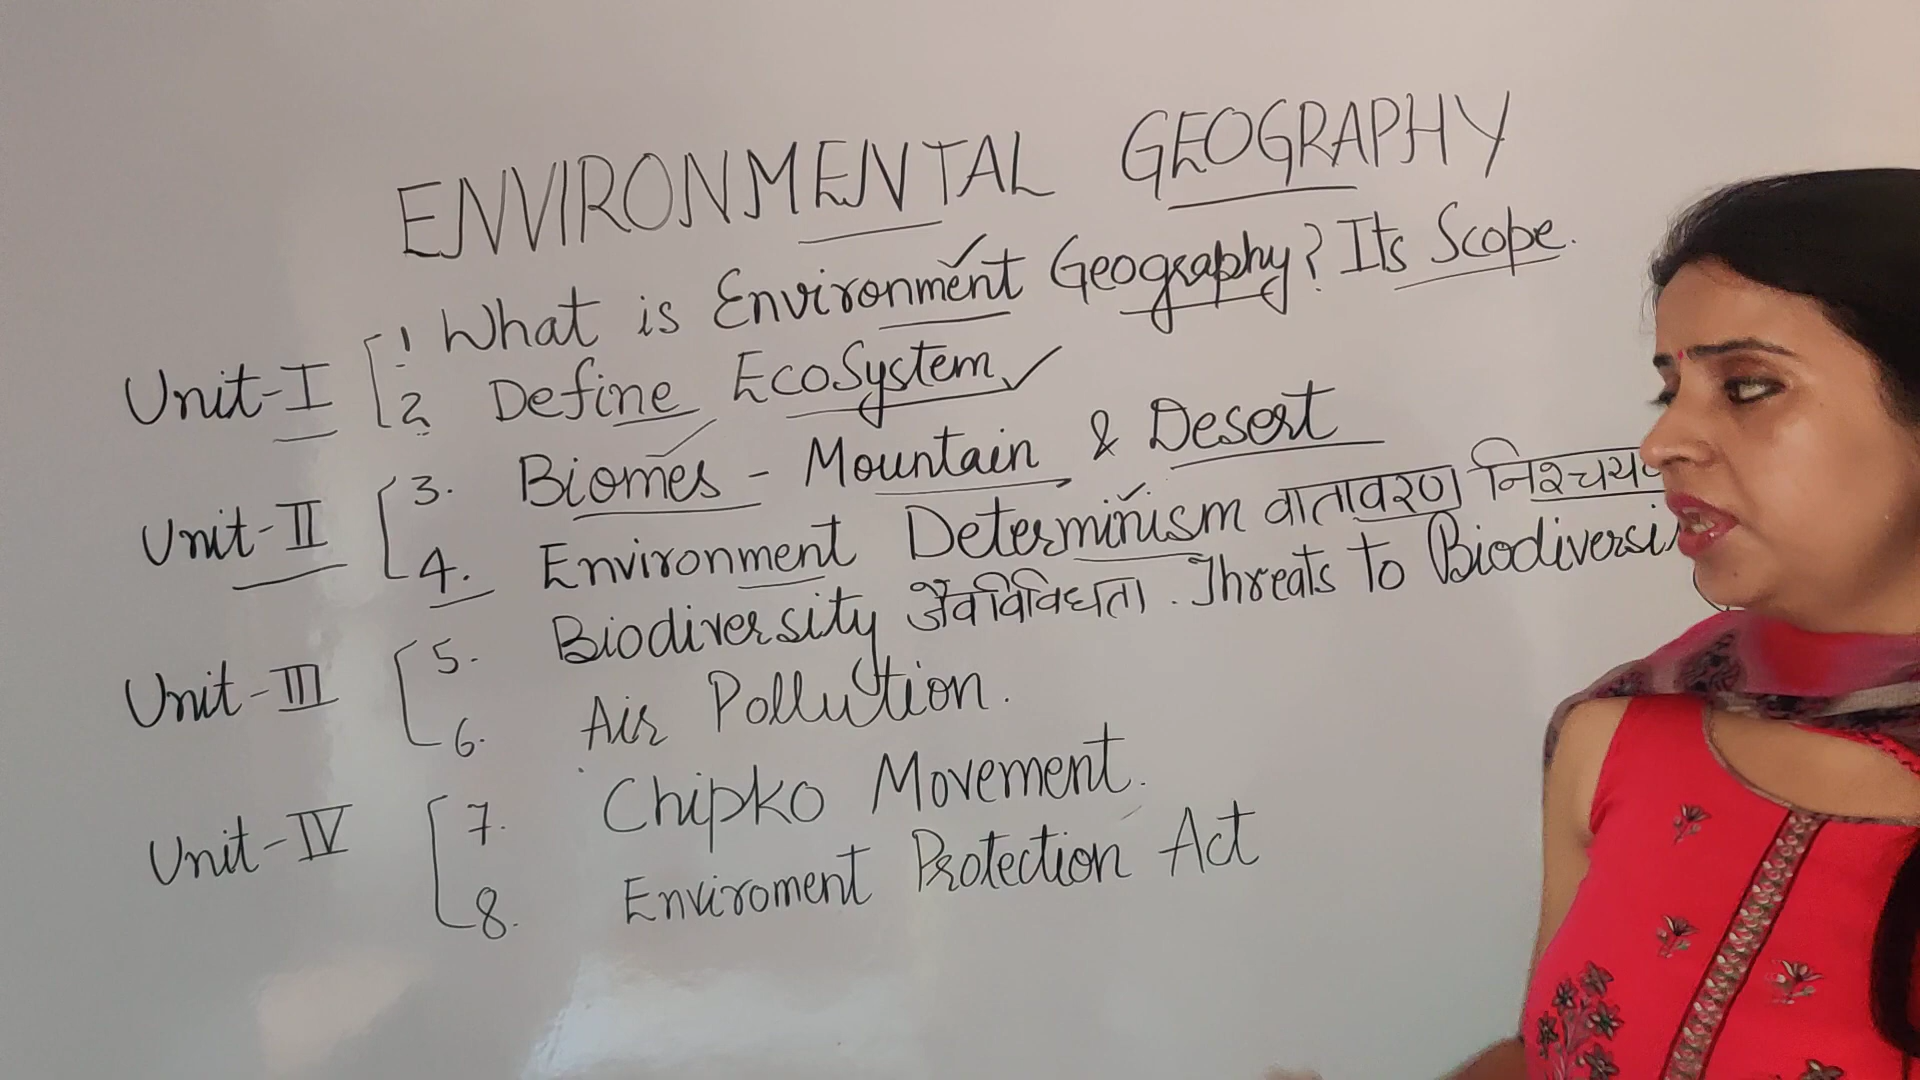 ENVIRONMENTAL GEOGRAPHY
Unit-I
1 What is Environment Geography? Its Scope.
2. Define EcoSystem
Unit-II
3. Biomes - Mountain & Desert
4. Environment Determinism वातावरण
Unit-III
5. Biodiversity जैवविविधता. Threats to
6. Air Pollution.
Unit-IV
7. Chipko Movement.
8. Enviroment Protection Act